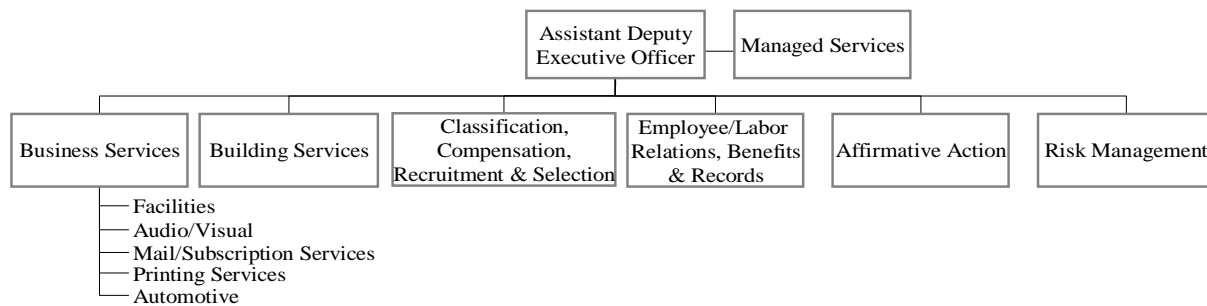 Assistant Deputy
Executive Officer
Managed Services
Business Services
Building Services
Classification,
Compensation,
Recruitment & Selection
Employee/Labor
Relations, Benefits
& Records
Affirmative Action
Risk Management
Facilities
Audio/Visual
Mail/Subscription Services
Printing Services
Automotive